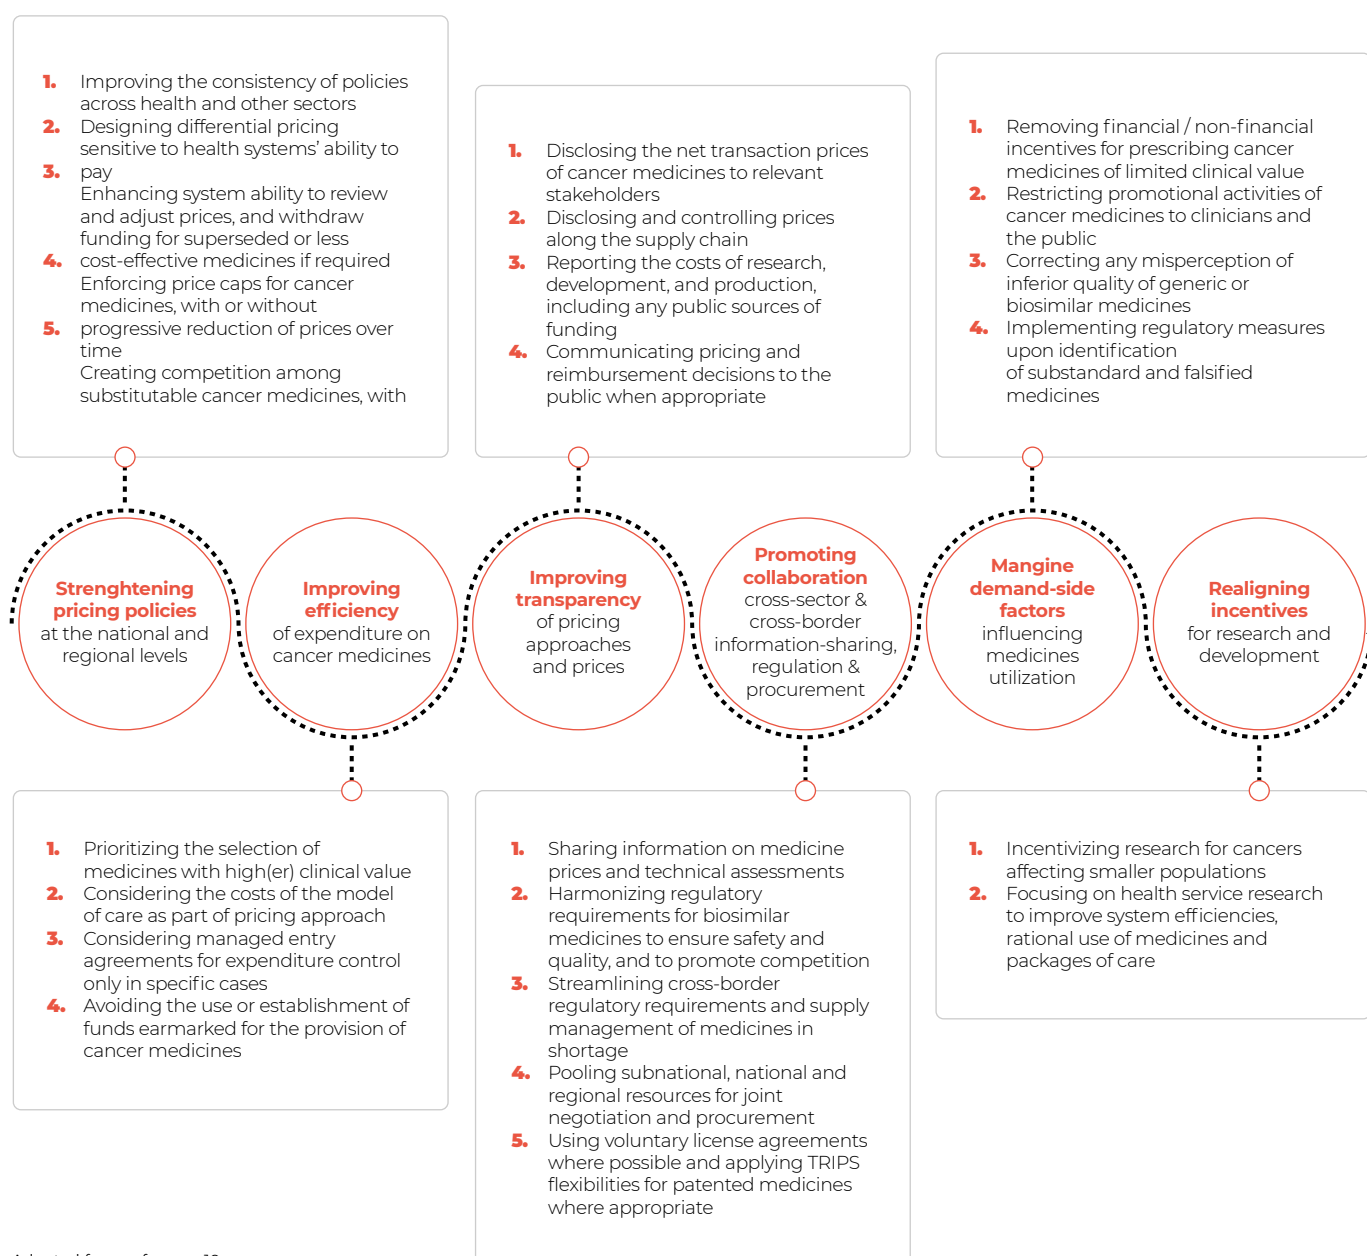 1. Improving the consistency of policies
across health and other sectors
2. Designing differential pricing
sensitive to health systems' ability to
3. pay
Enhancing system ability to review
and adjust prices, and withdraw
funding for superseded or less
4. cost-effective medicines if required
Enforcing price caps for cancer
medicines, with or without
5. progressive reduction of prices over
time
Creating competition among
substitutable cancer medicines, with
1. Disclosing the net transaction prices
of cancer medicines to relevant
stakeholders
2. Disclosing and controlling prices
along the supply chain
3. Reporting the costs of research,
development, and production,
including any public sources of
funding
4. Communicating pricing and
reimbursement decisions to the
public when appropriate
1. Removing financial / non-financial
incentives for prescribing cancer
medicines of limited clinical value
2. Restricting promotional activities of
cancer medicines to clinicians and
the public
3. Correcting any misperception of
inferior quality of generic or
biosimilar medicines
4. Implementing regulatory measures
upon identification
of substandard and falsified
medicines
Strenghtening
pricing policies
at the national and
regional levels
Improving
efficiency
of expenditure on
cancer medicines
Improving
transparency
of pricing
approaches
and prices
Promoting
collaboration
cross-sector &
cross-border
information-sharing,
regulation &
procurement
Mangine
demand-side
factors
influencing
medicines
utilization
Realigning
incentives
for research and
development
1. Prioritizing the selection of
medicines with high(er) clinical value
2. Considering the costs of the model
of care as part of pricing approach
3. Considering managed entry
agreements for expenditure control
only in specific cases
4. Avoiding the use or establishment of
funds earmarked for the provision of
cancer medicines
1. Sharing information on medicine
prices and technical assessments
2. Harmonizing regulatory
requirements for biosimilar
medicines to ensure safety and
quality, and to promote competition
3. Streamlining cross-border
regulatory requirements and supply
management of medicines in
shortage
4. Pooling subnational, national and
regional resources for joint
negotiation and procurement
5. Using voluntary license agreements
where possible and applying TRIPS
flexibilities for patented medicines
where appropriate
1. Incentivizing research for cancers
affecting smaller populations
2. Focusing on health service research
to improve system efficiencies,
rational use of medicines and
packages of care